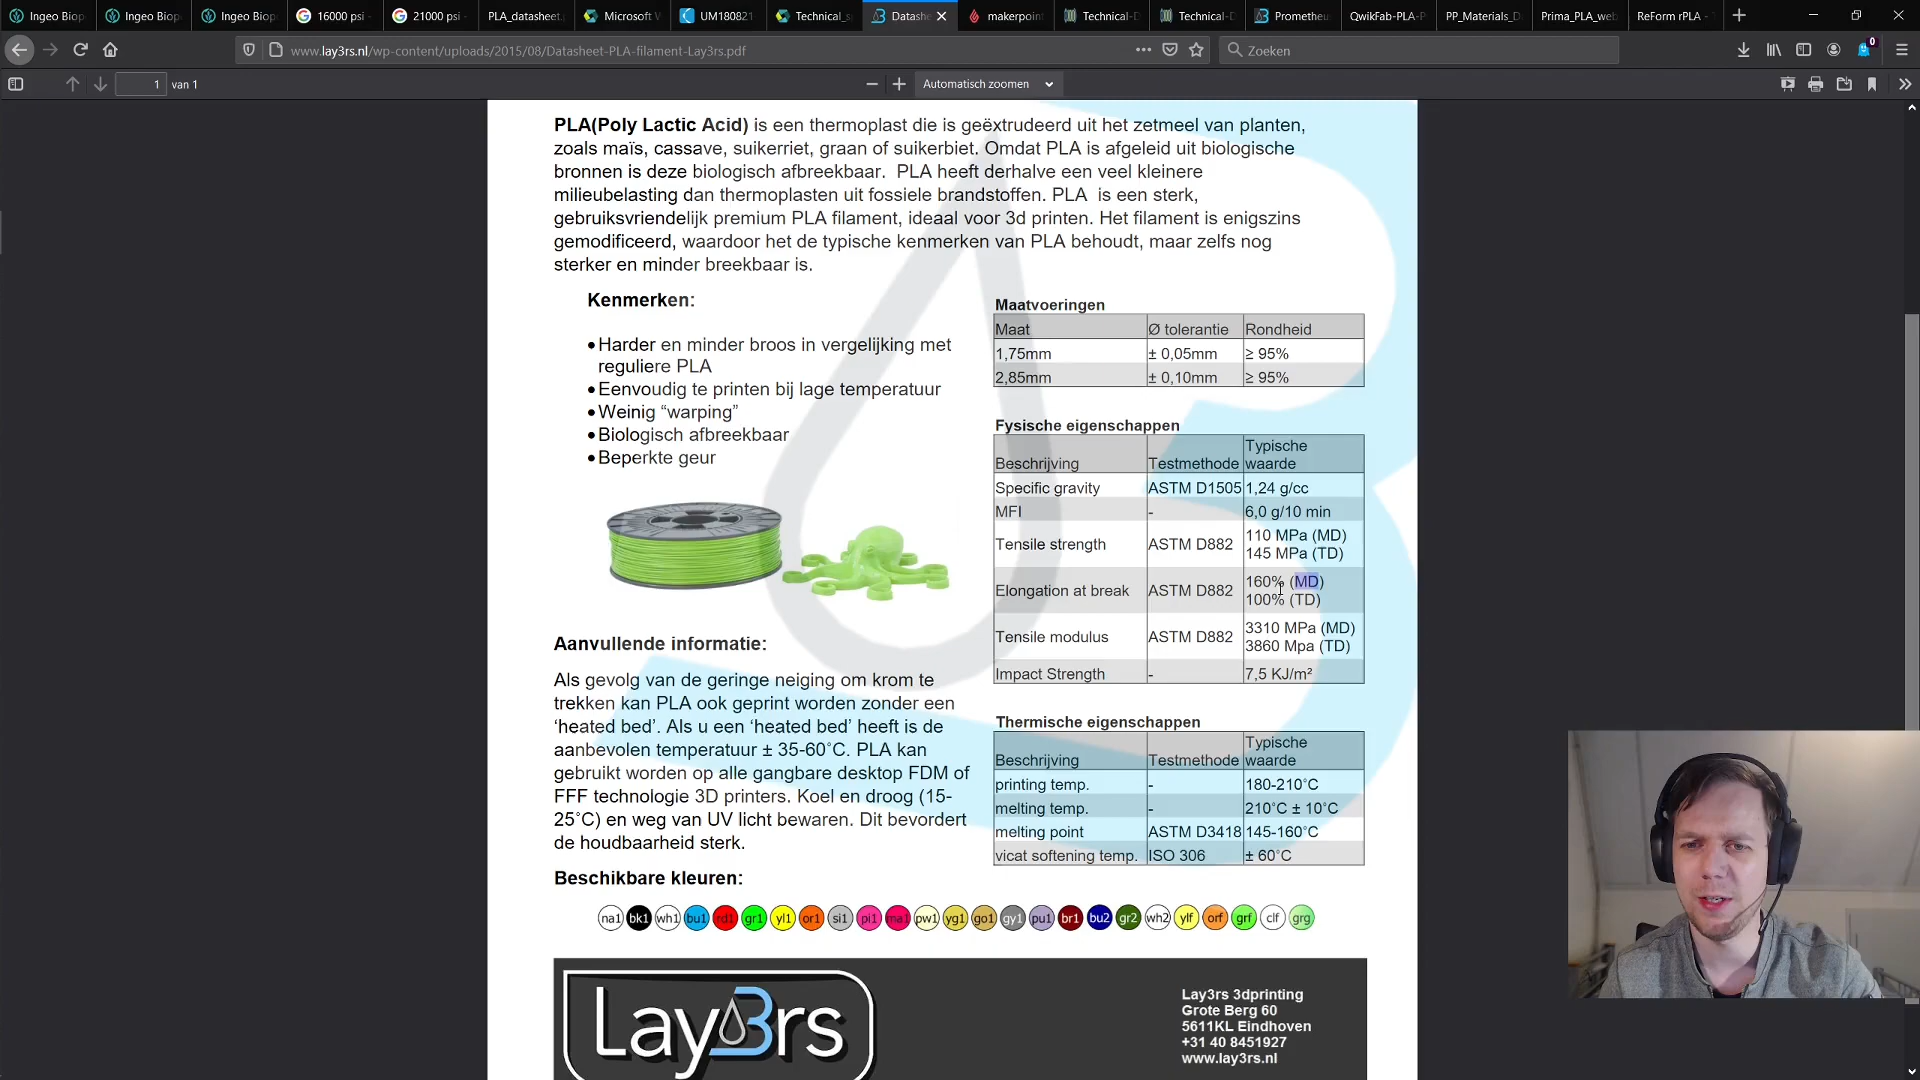 Ingeo Biop
Ingeo Biop
Ingeo Biop
16000 psi -
21000 psi -
PLA_datasheet.p
Microsoft W
UM180821
Technical_s
Datashe
makerpoint
Technical-D
Technical-D
Prometheu
QwikFab-PLA-P
PP_Materials_D
Prima_PLA_web
ReForm rPLA - T
www.lay3rs.nl/wp-content/uploads/2015/08/Datasheet-PLA-filament-Lay3rs.pdf
Zoeken
0
1
van 1
Automatisch zoomen
PLA(Poly Lactic Acid) is een thermoplast die is geëxtrudeerd uit het zetmeel van planten,
zoals maïs, cassave, suikerriet, graan of suikerbiet. Omdat PLA is afgeleid uit biologische
bronnen is deze biologisch afbreekbaar. PLA heeft derhalve een veel kleinere
milieubelasting dan thermoplasten uit fossiele brandstoffen. PLA is een sterk,
gebruiksvriendelijk premium PLA filament, ideaal voor 3d printen. Het filament is enigszins
gemodificeerd, waardoor het de typische kenmerken van PLA behoudt, maar zelfs nog
sterker en minder breekbaar is.
Kenmerken:
•Harder en minder broos in vergelijking met
reguliere PLA
•Eenvoudig te printen bij lage temperatuur
•Weinig “warping”
•Biologisch afbreekbaar
•Beperkte geur
Aanvullende informatie:
Als gevolg van de geringe neiging om krom te
trekken kan PLA ook geprint worden zonder een
‘heated bed’. Als u een ‘heated bed’ heeft is de
aanbevolen temperatuur ± 35-60˚C. PLA kan
gebruikt worden op alle gangbare desktop FDM of
FFF technologie 3D printers. Koel en droog (15-
25˚C) en weg van UV licht bewaren. Dit bevordert
de houdbaarheid sterk.
Maatvoeringen
Maat Ø tolerantie Rondheid
1,75mm ± 0,05mm ≥ 95%
2,85mm ± 0,10mm ≥ 95%
Fysische eigenschappen
Beschrijving Testmethode Typische waarde
Specific gravity ASTM D1505 1,24 g/cc
MFI - 6,0 g/10 min
Tensile strength ASTM D882 110 MPa (MD)
145 MPa (TD)
Elongation at break ASTM D882 160% (MD)
100% (TD)
Tensile modulus ASTM D882 3310 MPa (MD)
3860 Mpa (TD)
Impact Strength - 7,5 KJ/m²
Thermische eigenschappen
Beschrijving Testmethode Typische waarde
printing temp. - 180-210˚C
melting temp. - 210˚C ± 10˚C
melting point ASTM D3418 145-160˚C
vicat softening temp. ISO 306 ± 60˚C
Beschikbare kleuren:
na1 bk1 wh1 bu1 rd1 gr1 yl1 or1 si1 pi1 ma1 pw1 yg1 go1 gy1 pu1 br1 bu2 gr2 wh2 ylf orf grf clf grg
Lay3rs
Lay3rs 3dprinting
Grote Berg 60
5611KL Eindhoven
+31 40 8451927
www.lay3rs.nl